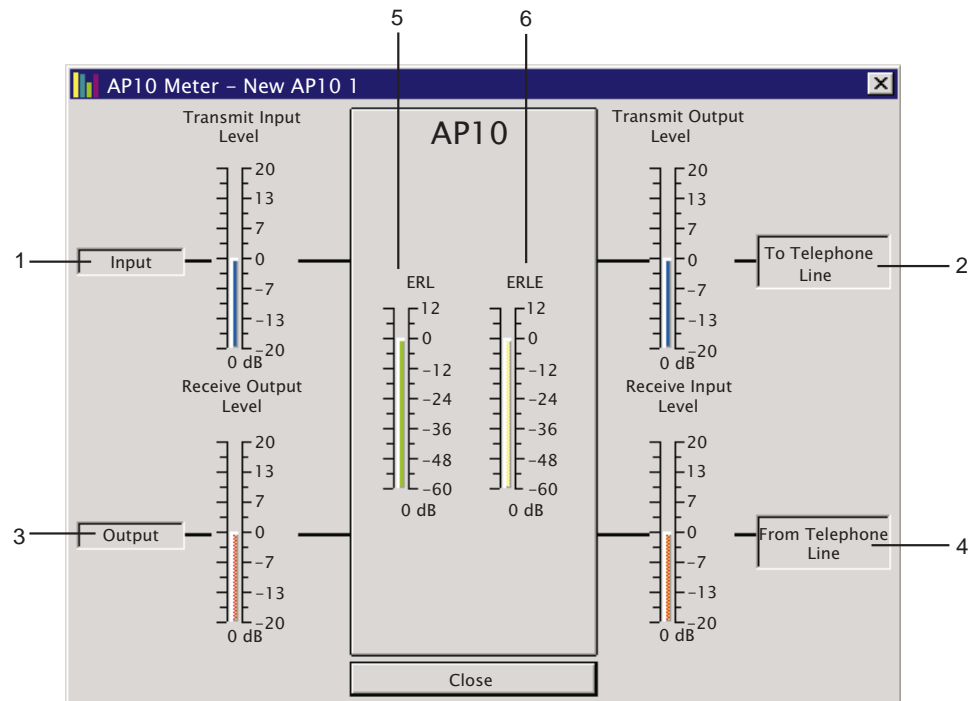 5
6
AP10 Meter – New AP10 1
Transmit Input
Level
20
13
7
0
-7
-13
-20
0 dB
AP10
Transmit Output
Level
20
13
7
0
-7
-13
-20
0 dB
1
Input
To Telephone
Line
2
ERL
12
0
-12
-24
-36
-48
-60
0 dB
ERLE
12
0
-12
-24
-36
-48
-60
0 dB
Receive Output
Level
20
13
7
0
-7
-13
-20
0 dB
Receive Input
Level
20
13
7
0
-7
-13
-20
0 dB
3
Output
From Telephone
Line
4
Close